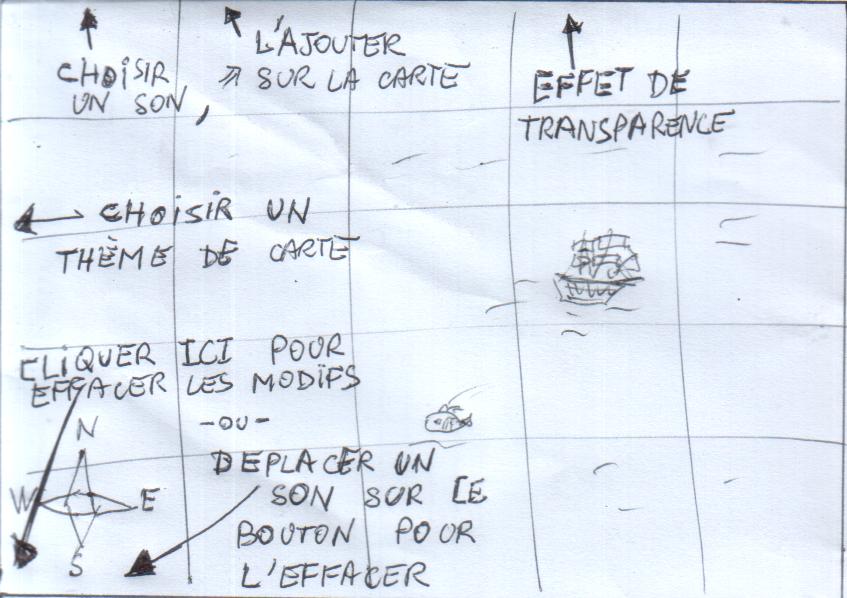 CHOISIR
UN SON,
L'AJOUTER
SUR LA CARTE
EFFET DE
TRANSPARENCE
CHOISIR UN
THÈME DE CARTE
CLIQUER ICI POUR
EFFACER LES MODIFS
-OU-
DEPLACER UN
SON SUR LE
BOUTON POUR
L'EFFACER
N
W E
S